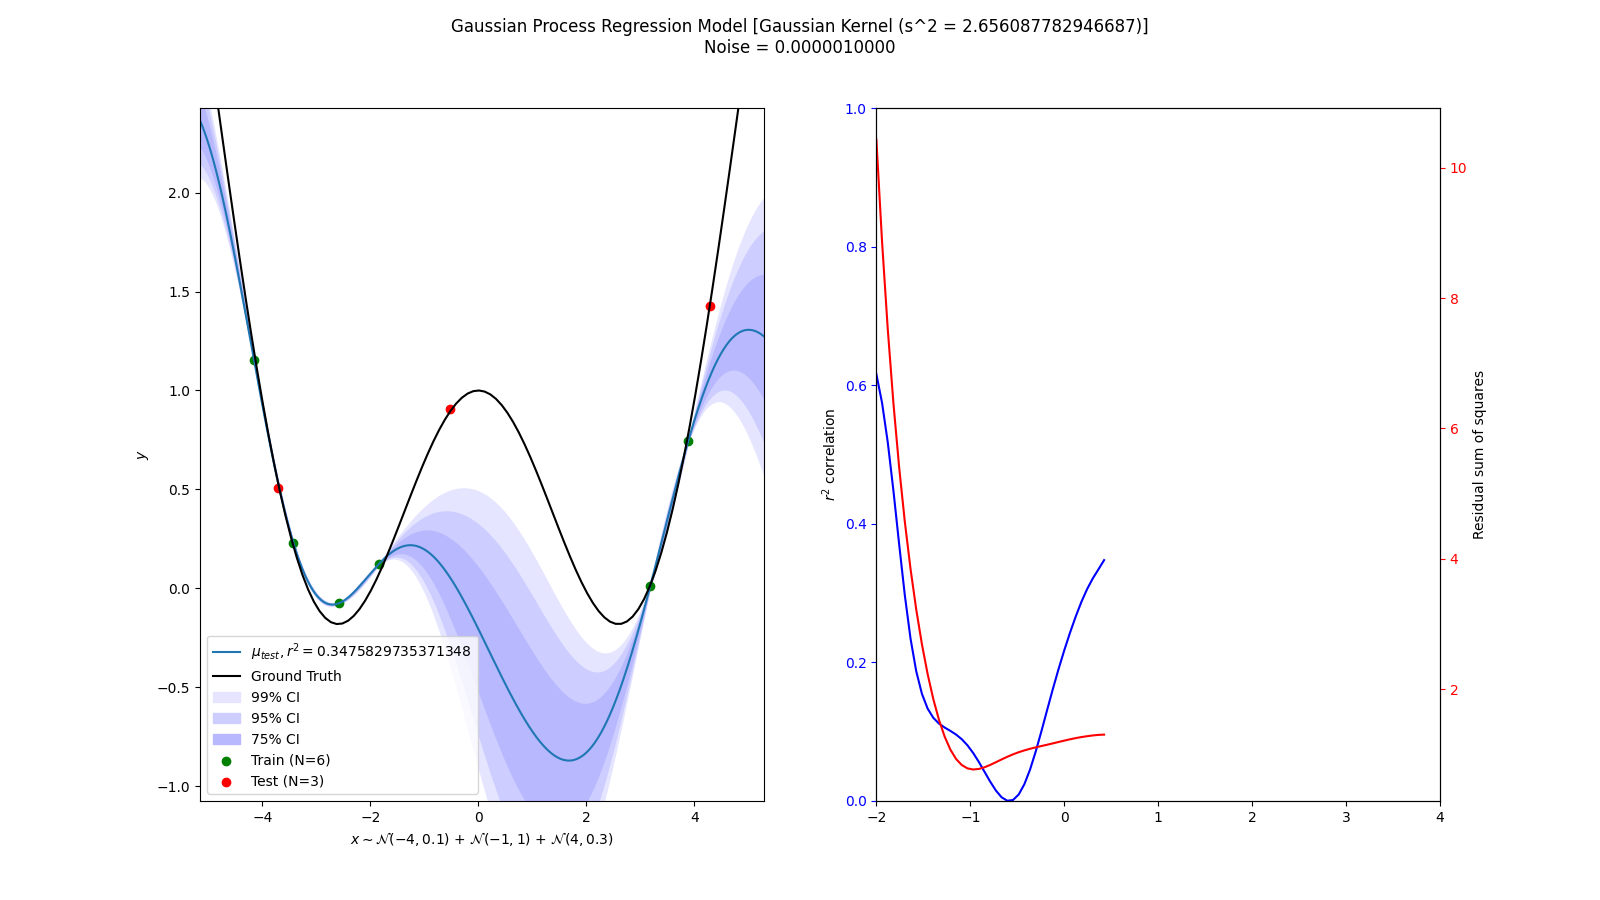 Gaussian Process Regression Model [Gaussian Kernel (s^2 = 2.656087782946687)]
Noise = 0.0000010000
2.0
1.5
1.0
0.5
0.0
−0.5
−1.0
y
−4
−2
0
2
4
x ~ 𝒩(−4, 0.1) + 𝒩(−1, 1) + 𝒩(4, 0.3)
μ_test, r² = 0.3475829735371348
Ground Truth
99% CI
95% CI
75% CI
Train (N=6)
Test (N=3)
1.0
0.8
0.6
0.4
0.2
0.0
r² correlation
−2
−1
0
1
2
3
4
10
8
6
4
2
Residual sum of squares